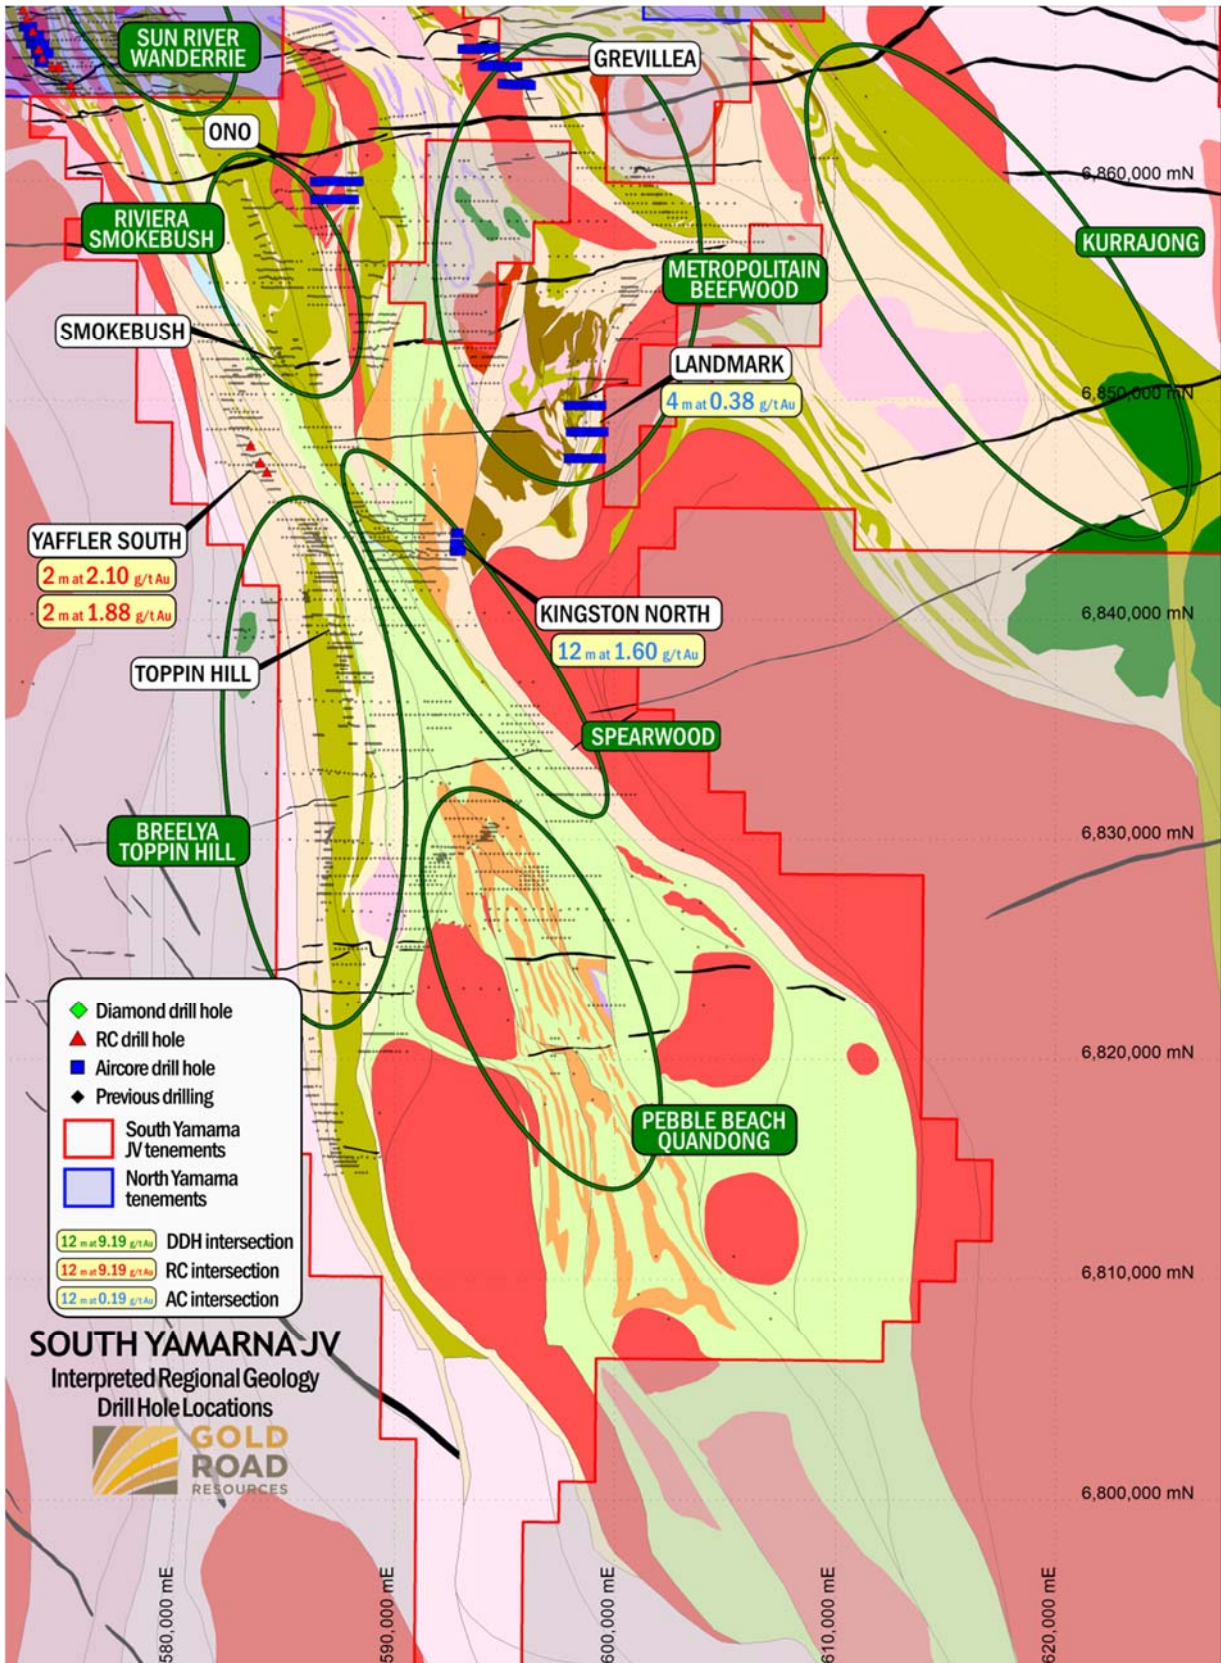 SUN RIVER
WANDERRIE
GREVILLEA
ONO
6,860,000 mN
RIVIERA
SMOKEBUSH
KURRAJONG
METROPOLITAIN
BEEFWOOD
SMOKEBUSH
LANDMARK
4 m at 0.38 g/t Au
6,850,000 mN
YAFFLER SOUTH
2 m at 2.10 g/t Au
2 m at 1.88 g/t Au
KINGSTON NORTH
12 m at 1.60 g/t Au
6,840,000 mN
TOPPIN HILL
SPEARWOOD
BREELYA
TOPPIN HILL
6,830,000 mN
Diamond drill hole
RC drill hole
Aircore drill hole
Previous drilling
South Yamarna
JV tenements
North Yamarna
tenements
12 m at 9.19 g/t Au DDH intersection
12 m at 9.19 g/t Au RC intersection
12 m at 0.19 g/t Au AC intersection
6,820,000 mN
PEBBLE BEACH
QUANDONG
6,810,000 mN
SOUTH YAMARNA JV
Interpreted Regional Geology
Drill Hole Locations
GOLD
ROAD
RESOURCES
6,800,000 mN
580,000 mE
590,000 mE
600,000 mE
610,000 mE
620,000 mE